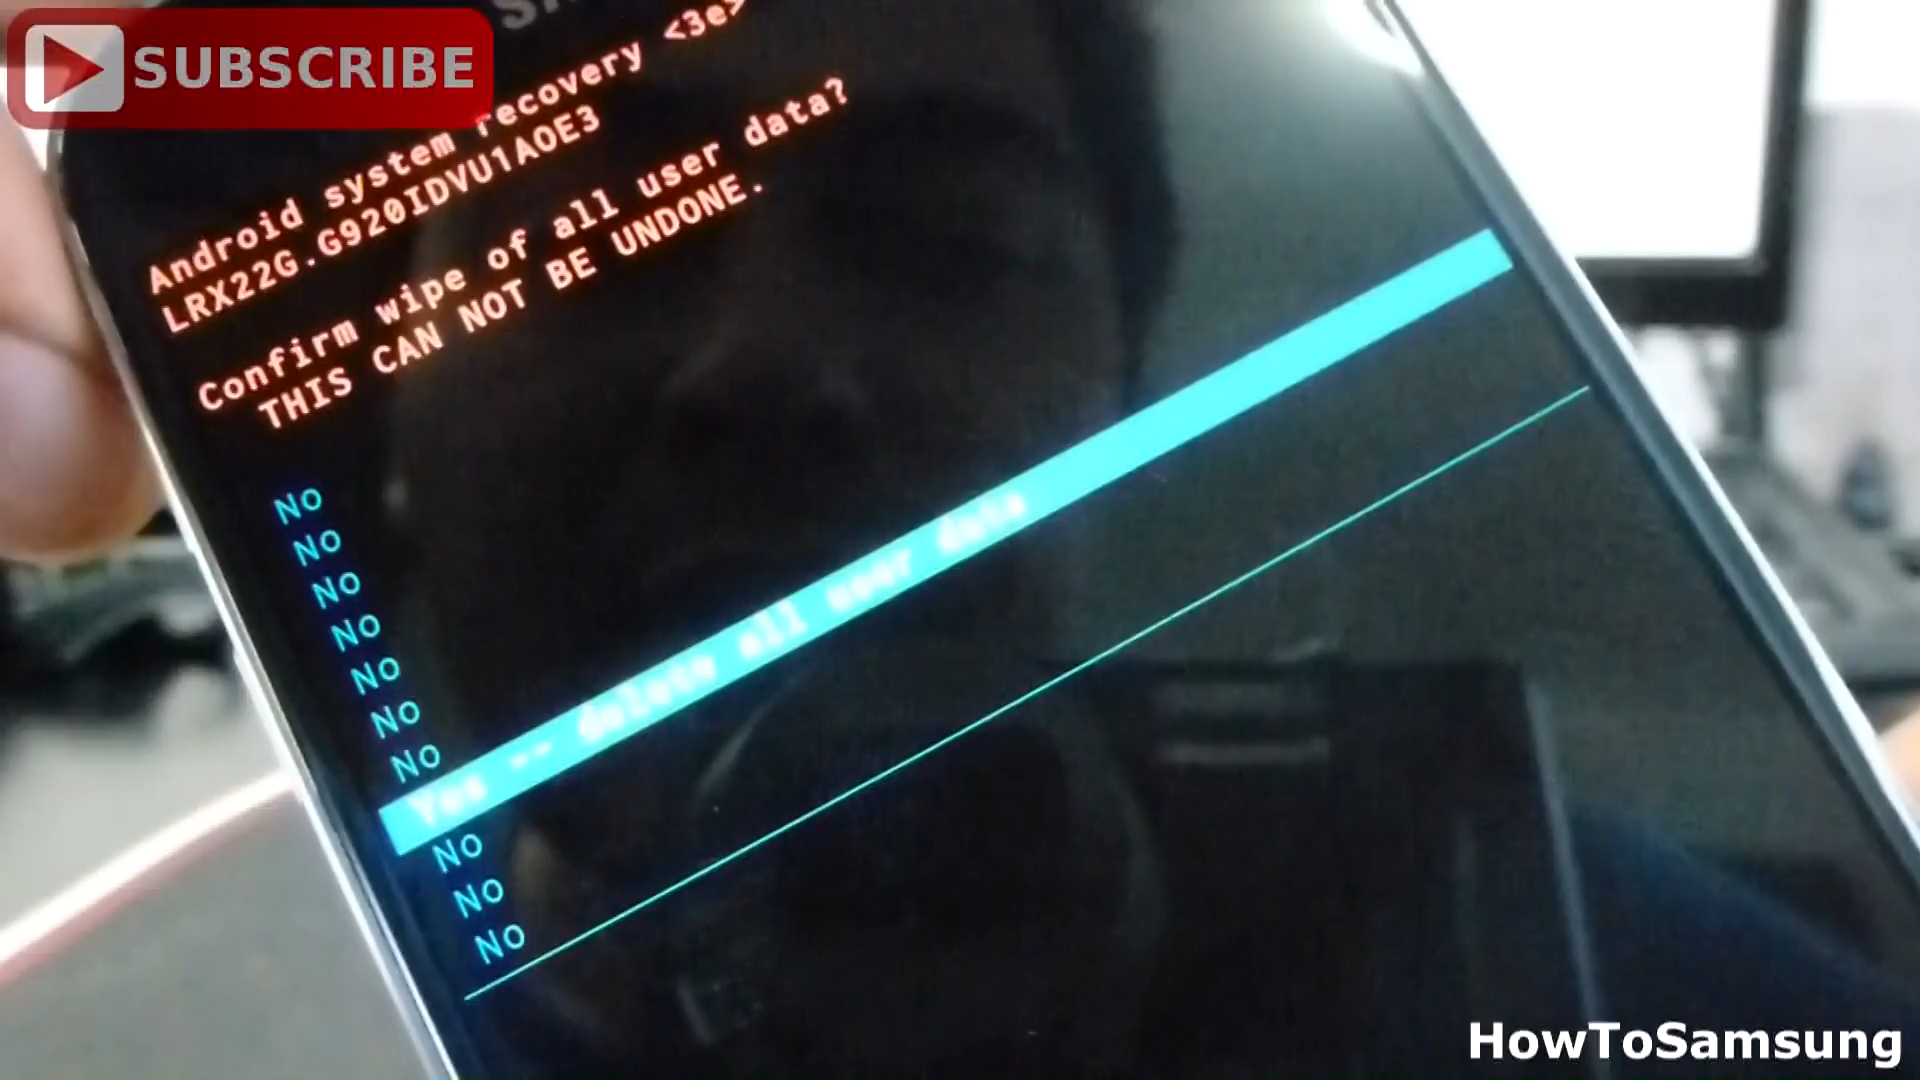 SUBSCRIBE
Android system recovery <3e>
LRX22G.G920IDVU1AOE3
Confirm wipe of all user data?
THIS CAN NOT BE UNDONE.
No
No
No
No
No
No
No
Yes -- delete all user data
No
No
No
HowToSamsung